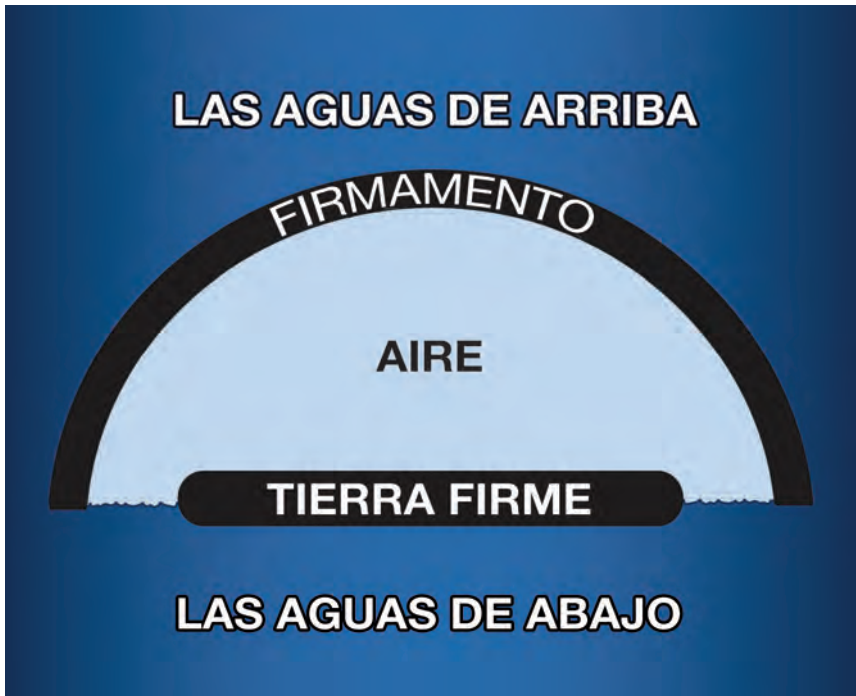 LAS AGUAS DE ARRIBA
FIRMAMENTO
AIRE
TIERRA FIRME
LAS AGUAS DE ABAJO